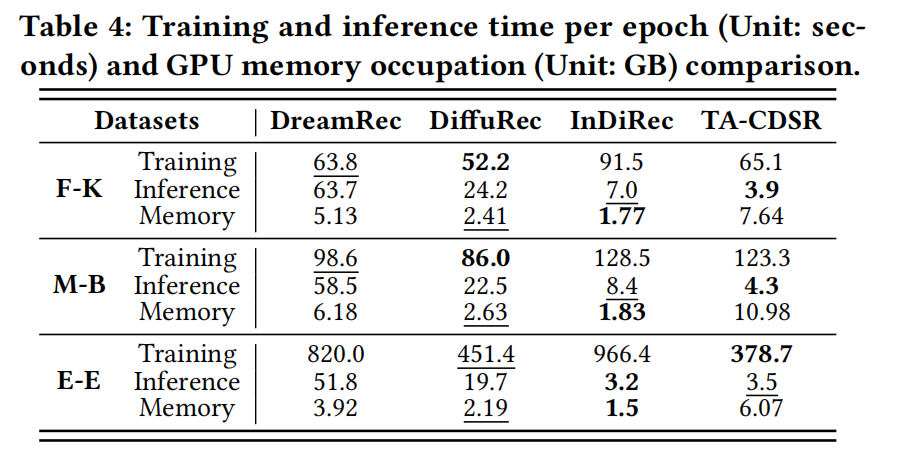 Table 4: Training and inference time per epoch (Unit: sec-
onds) and GPU memory occupation (Unit: GB) comparison.
Datasets DreamRec DiffuRec InDiRec TA-CDSR
Training 63.8 52.2 91.5 65.1
F-K Inference 63.7 24.2 7.0 3.9
Memory 5.13 2.41 1.77 7.64
Training 98.6 86.0 128.5 123.3
M-B Inference 58.5 22.5 8.4 4.3
Memory 6.18 2.63 1.83 10.98
Training 820.0 451.4 966.4 378.7
E-E Inference 51.8 19.7 3.2 3.5
Memory 3.92 2.19 1.5 6.07